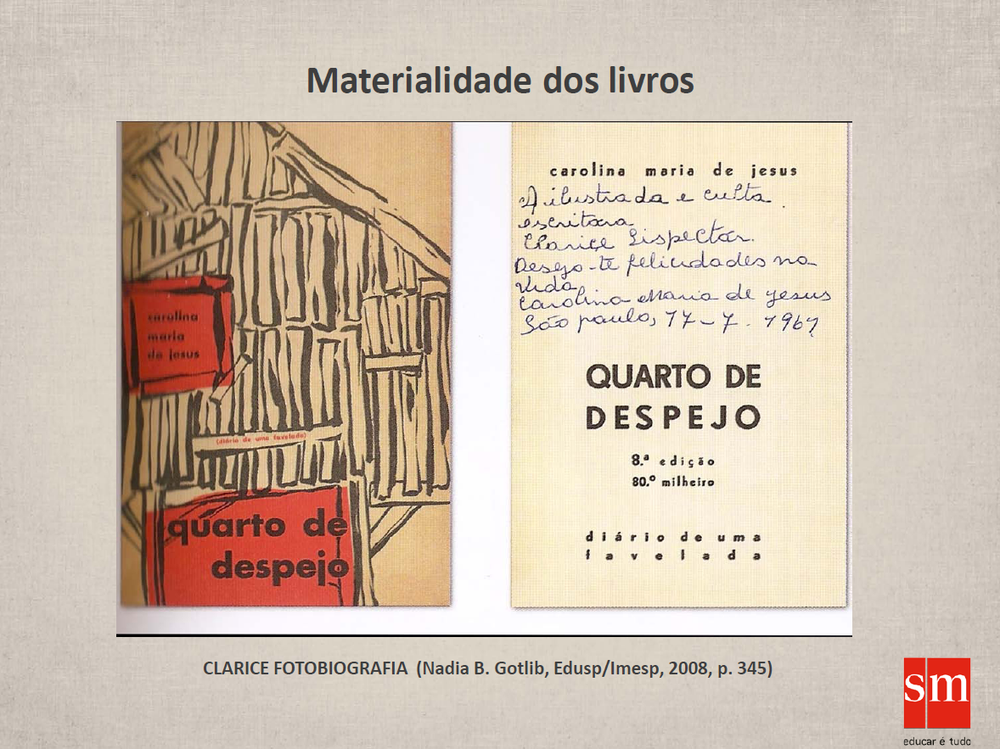 Materialidade dos livros
carolina
maria
de jesus
(diário de uma favelada)
quarto de
despejo
carolina maria de jesus
A ilustrada e culta
escritora
Clarice Lispector.
Desejo-te felicidades na
vida
Carolina Maria de Jesus
São paulo, 17-7. 1961
QUARTO DE
DESPEJO
8.ª edição
80.º milheiro
diário de uma
favelada
CLARICE FOTOBIOGRAFIA (Nadia B. Gotlib, Edusp/Imesp, 2008, p. 345)
sm
educar é tudo